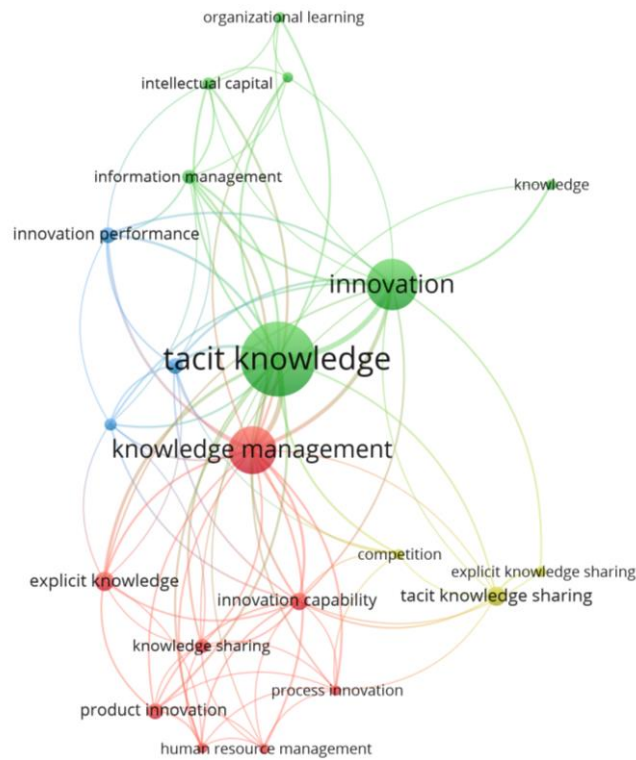 organizational learning
intellectual capital
information management
knowledge
innovation performance
innovation
tacit knowledge
knowledge management
competition
explicit knowledge sharing
explicit knowledge
tacit knowledge sharing
innovation capability
knowledge sharing
process innovation
product innovation
human resource management